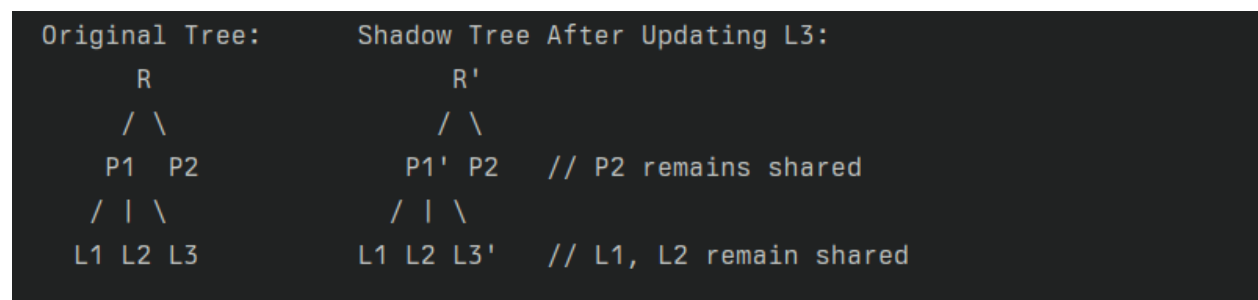 Original Tree:      Shadow Tree After Updating L3:
      R                   R'
     / \                 / \
    P1  P2             P1' P2   // P2 remains shared
   / | \              / | \
  L1 L2 L3          L1 L2 L3'   // L1, L2 remain shared